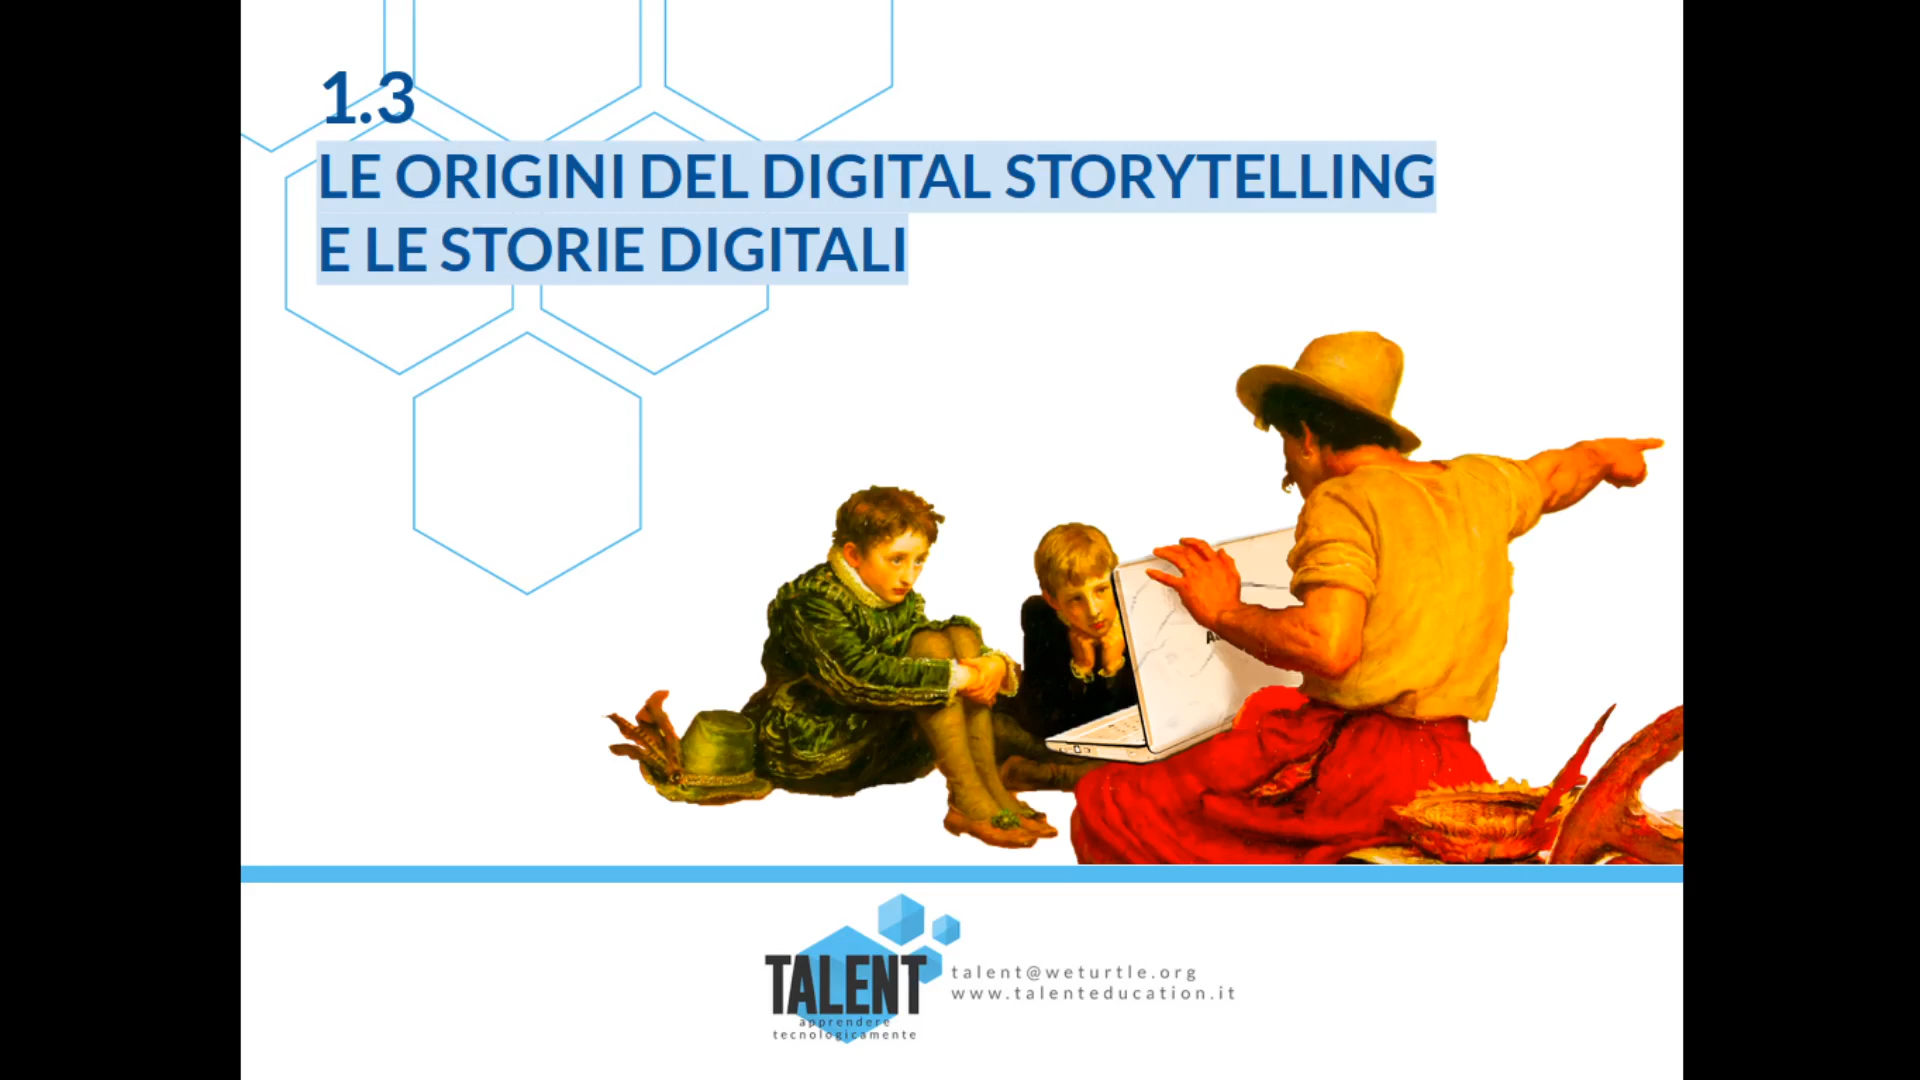 1.3
LE ORIGINI DEL DIGITAL STORYTELLING
E LE STORIE DIGITALI
TALENT
apprendere
tecnologicamente
talent@weturtle.org
www.talenteducation.it